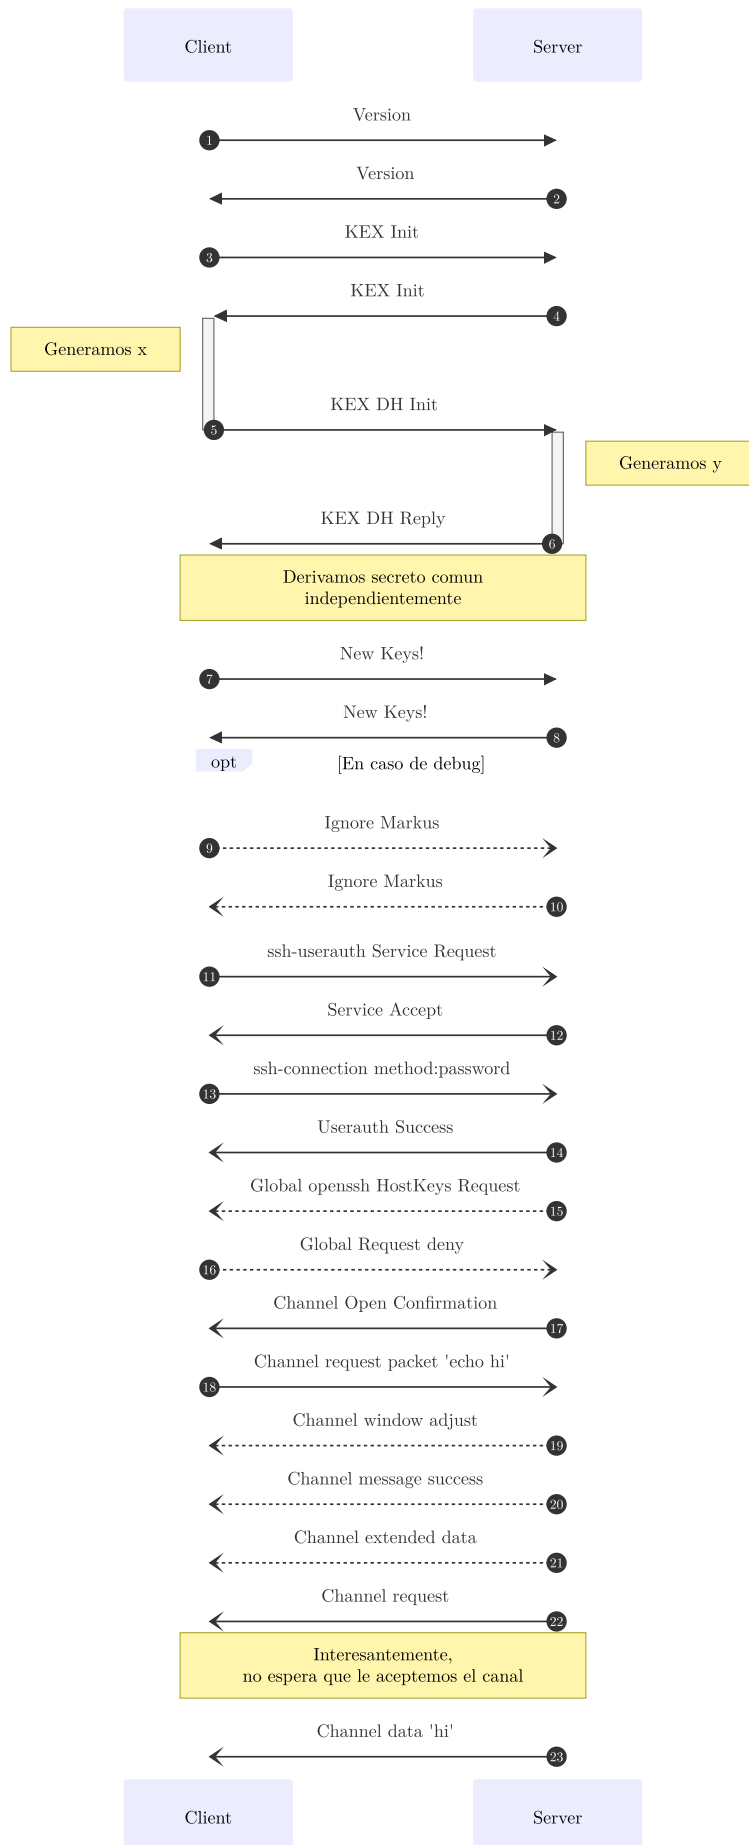 Client
Server
Version
1
Version
2
KEX Init
3
KEX Init
4
Generamos x
KEX DH Init
5
Generamos y
KEX DH Reply
6
Derivamos secreto comun
independientemente
New Keys!
7
New Keys!
8
opt
[En caso de debug]
Ignore Markus
9
Ignore Markus
10
ssh-userauth Service Request
11
Service Accept
12
ssh-connection method:password
13
Userauth Success
14
Global openssh HostKeys Request
15
Global Request deny
16
Channel Open Confirmation
17
Channel request packet 'echo hi'
18
Channel window adjust
19
Channel message success
20
Channel extended data
21
Channel request
22
Interesantemente,
no espera que le aceptemos el canal
Channel data 'hi'
23
Client
Server